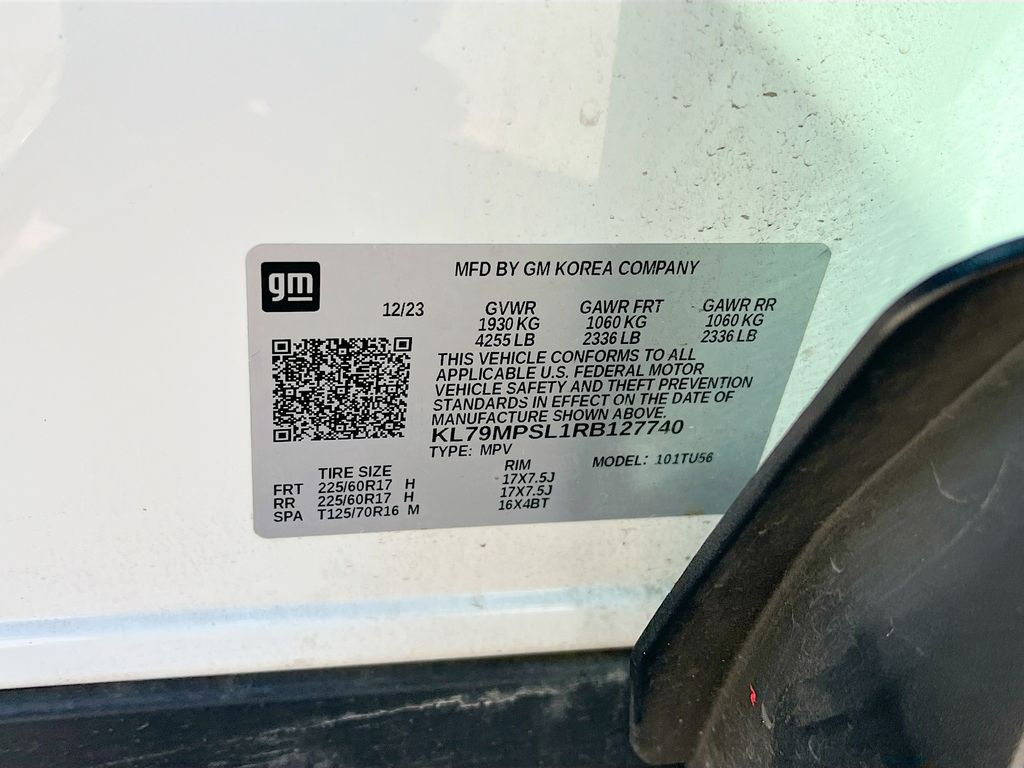 gm
MFD BY GM KOREA COMPANY
12/23 GVWR GAWR FRT GAWR RR
1930 KG 1060 KG 1060 KG
4255 LB 2336 LB 2336 LB
THIS VEHICLE CONFORMS TO ALL
APPLICABLE U.S. FEDERAL MOTOR
VEHICLE SAFETY AND THEFT PREVENTION
STANDARDS IN EFFECT ON THE DATE OF
MANUFACTURE SHOWN ABOVE.
KL79MPSL1RB127740
TYPE: MPV MODEL: 101TU56
TIRE SIZE RIM
FRT 225/60R17 H 17X7.5J
RR 225/60R17 H 17X7.5J
SPA T125/70R16 M 16X4BT